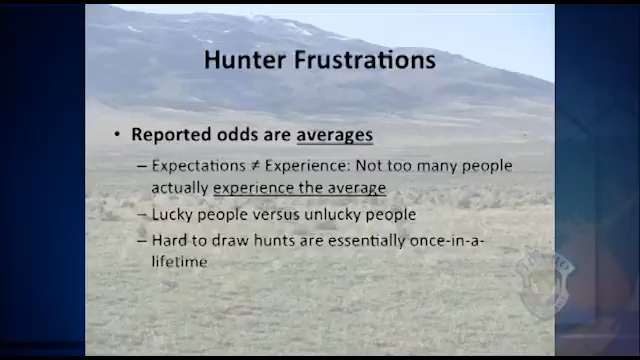 Hunter Frustrations
• Reported odds are averages
– Expectations ≠ Experience: Not too many people
actually experience the average
– Lucky people versus unlucky people
– Hard to draw hunts are essentially once-in-a-
lifetime